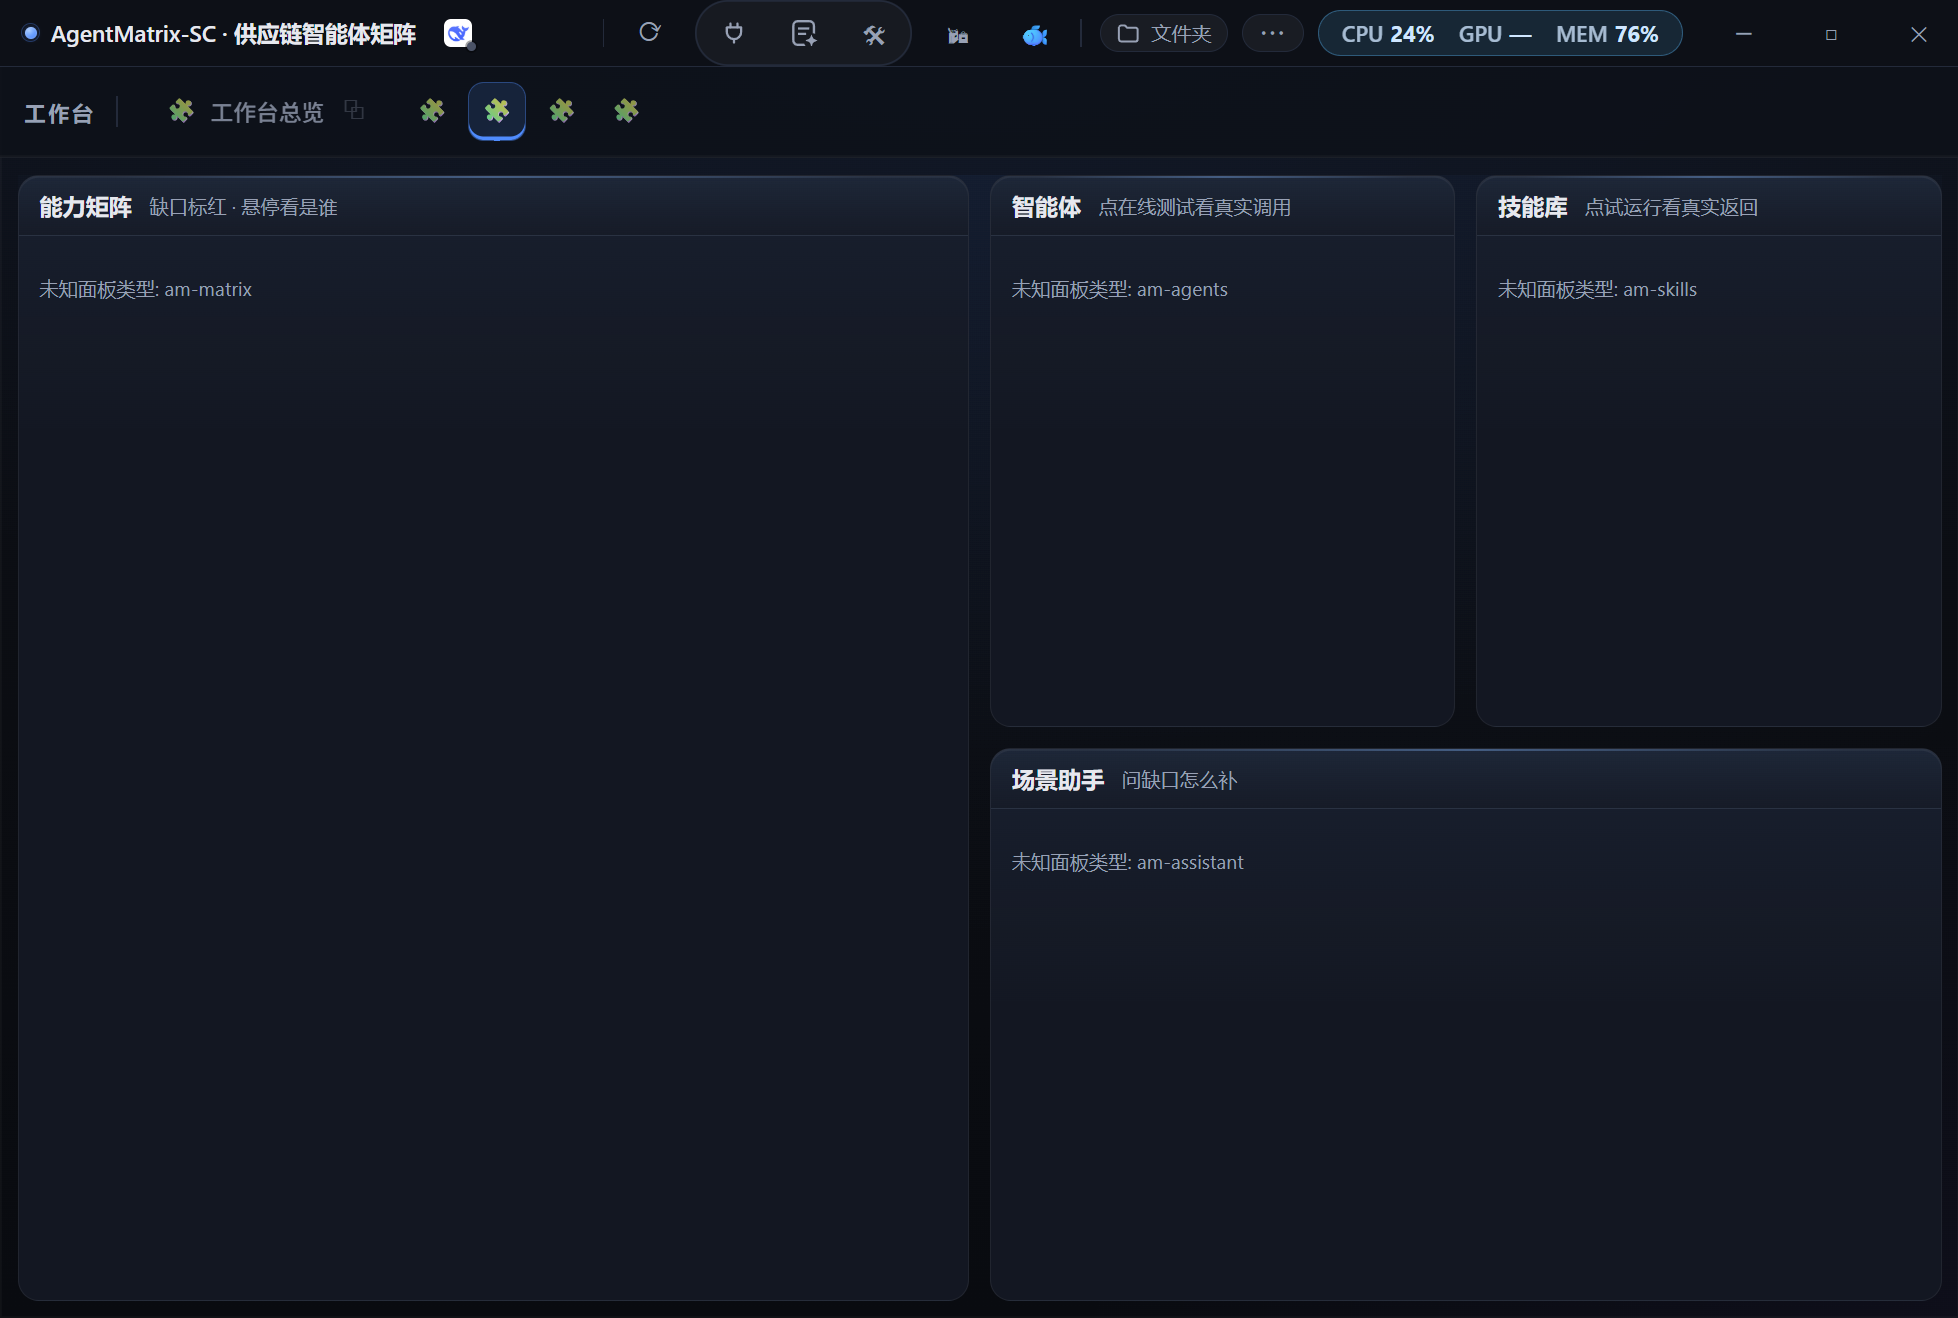 AgentMatrix-SC · 供应链智能体矩阵
文件夹
CPU 24% GPU — MEM 76%
工作台
工作台总览
能力矩阵 缺口标红 · 悬停看是谁
未知面板类型: am-matrix
智能体 点在线测试看真实调用
未知面板类型: am-agents
技能库 点试运行看真实返回
未知面板类型: am-skills
场景助手 问缺口怎么补
未知面板类型: am-assistant